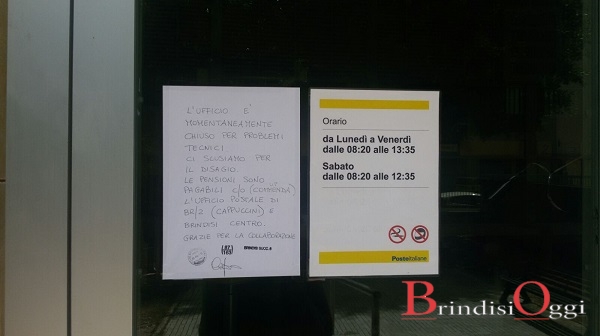 L'UFFICIO E'
MOMENTANEAMENTE
CHIUSO PER PROBLEMI
TECNICI.
CI SCUSIAMO PER
IL DISAGIO.
LE PENSIONI SONO
PAGABILI C/O (COMUNQUE)
L'UFFICIO POSTALE DI
BR/2 (CAPPUCCINI) E
BRINDISI CENTRO.
GRAZIE PER LA COLLABORAZIONE
Orario
da Lunedì a Venerdì
dalle 08:20 alle 13:35
Sabato
dalle 08:20 alle 12:35
Posteitaliane
BrindisiOggi